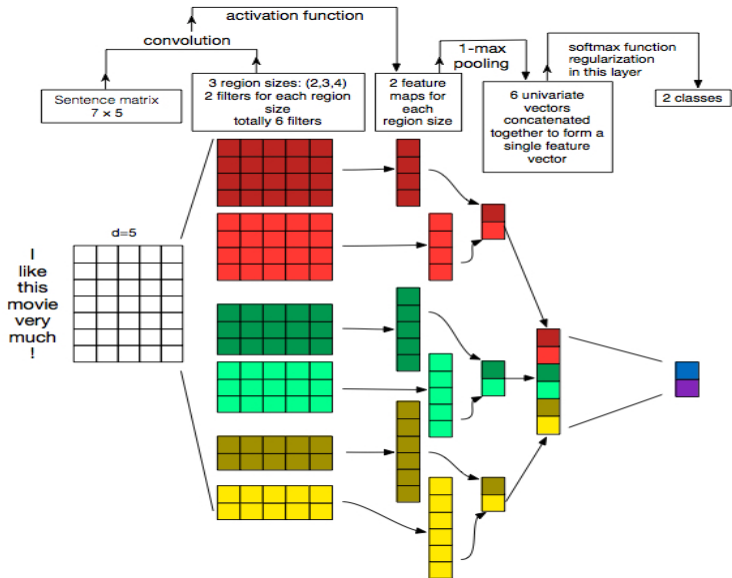 activation function
convolution
1-max
pooling
softmax function
regularization
in this layer
Sentence matrix
7 × 5
3 region sizes: (2,3,4)
2 filters for each region
size
totally 6 filters
2 feature
maps for
each
region size
6 univariate
vectors
concatenated
together to form a
single feature
vector
2 classes
d=5
I
like
this
movie
very
much
!